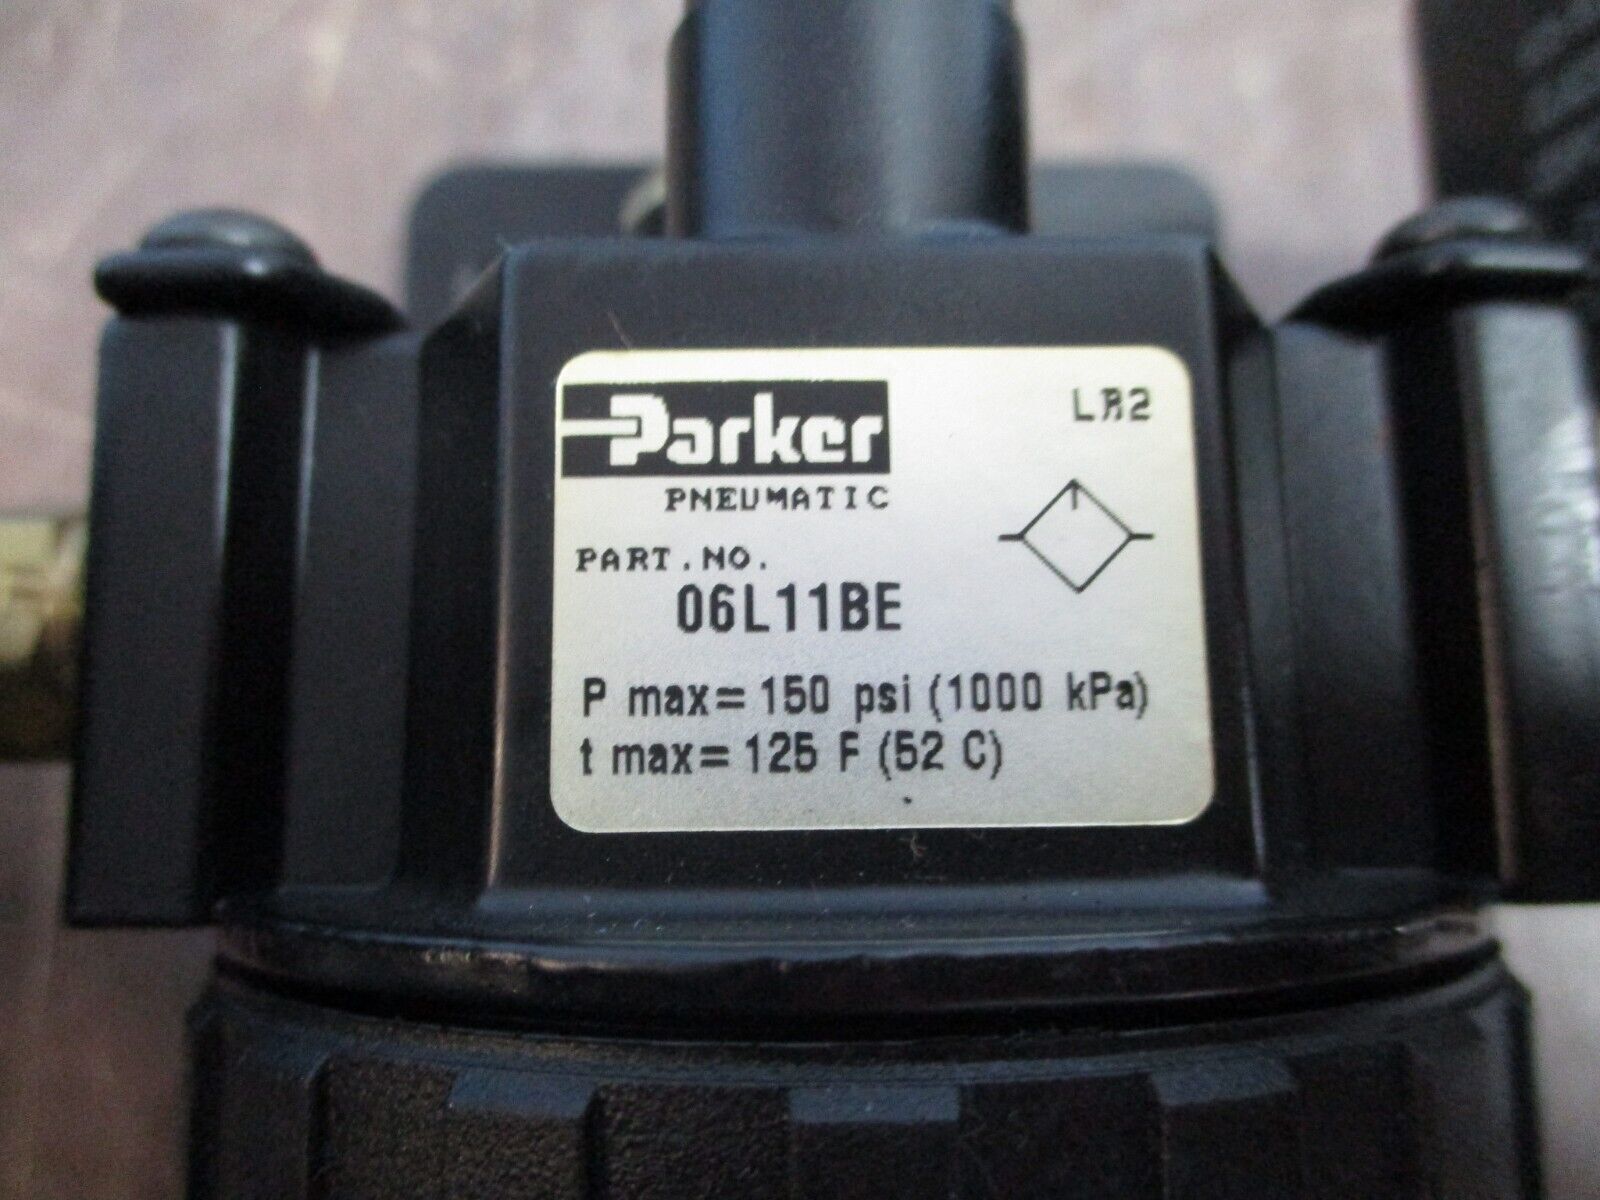 Parker
PNEUMATIC
LR2
PART.NO.
06L11BE
P max= 150 psi (1000 kPa)
t max= 125 F (52 C)